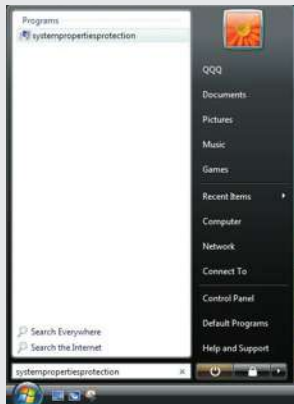 Programs
systempropertiesprotection
Search Everywhere
Search the Internet
systempropertiesprotection
QQQ
Documents
Pictures
Music
Games
Recent Items
Computer
Network
Connect To
Control Panel
Default Programs
Help and Support